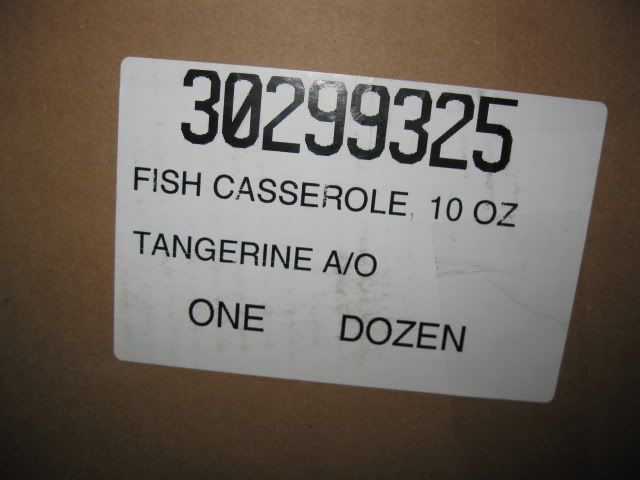 30299325
FISH CASSEROLE, 10 OZ
TANGERINE A/O
ONE DOZEN